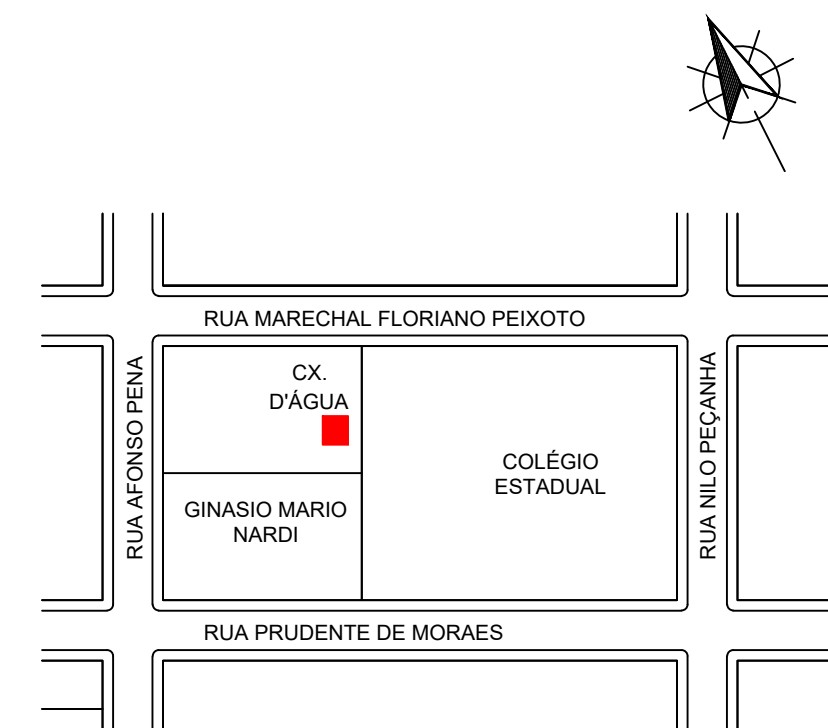 RUA MARECHAL FLORIANO PEIXOTO
RUA AFONSO PENA
CX.
D'ÁGUA
GINASIO MARIO
NARDI
COLÉGIO
ESTADUAL
RUA NILO PEÇANHA
RUA PRUDENTE DE MORAES